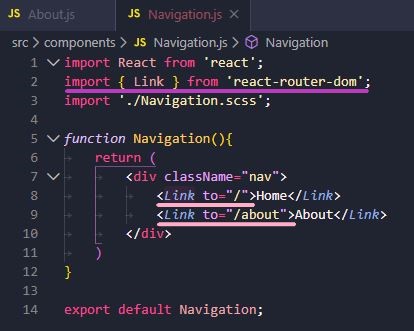 JS About.js JS Navigation.js ×
src > components > JS Navigation.js > Navigation
1 import React from 'react';
2 import { Link } from 'react-router-dom';
3 import './Navigation.scss';
4
5 function Navigation(){
6 return (
7 <div className="nav">
8 <Link to="/">Home</Link>
9 <Link to="/about">About</Link>
10 </div>
11 )
12 }
13
14 export default Navigation;